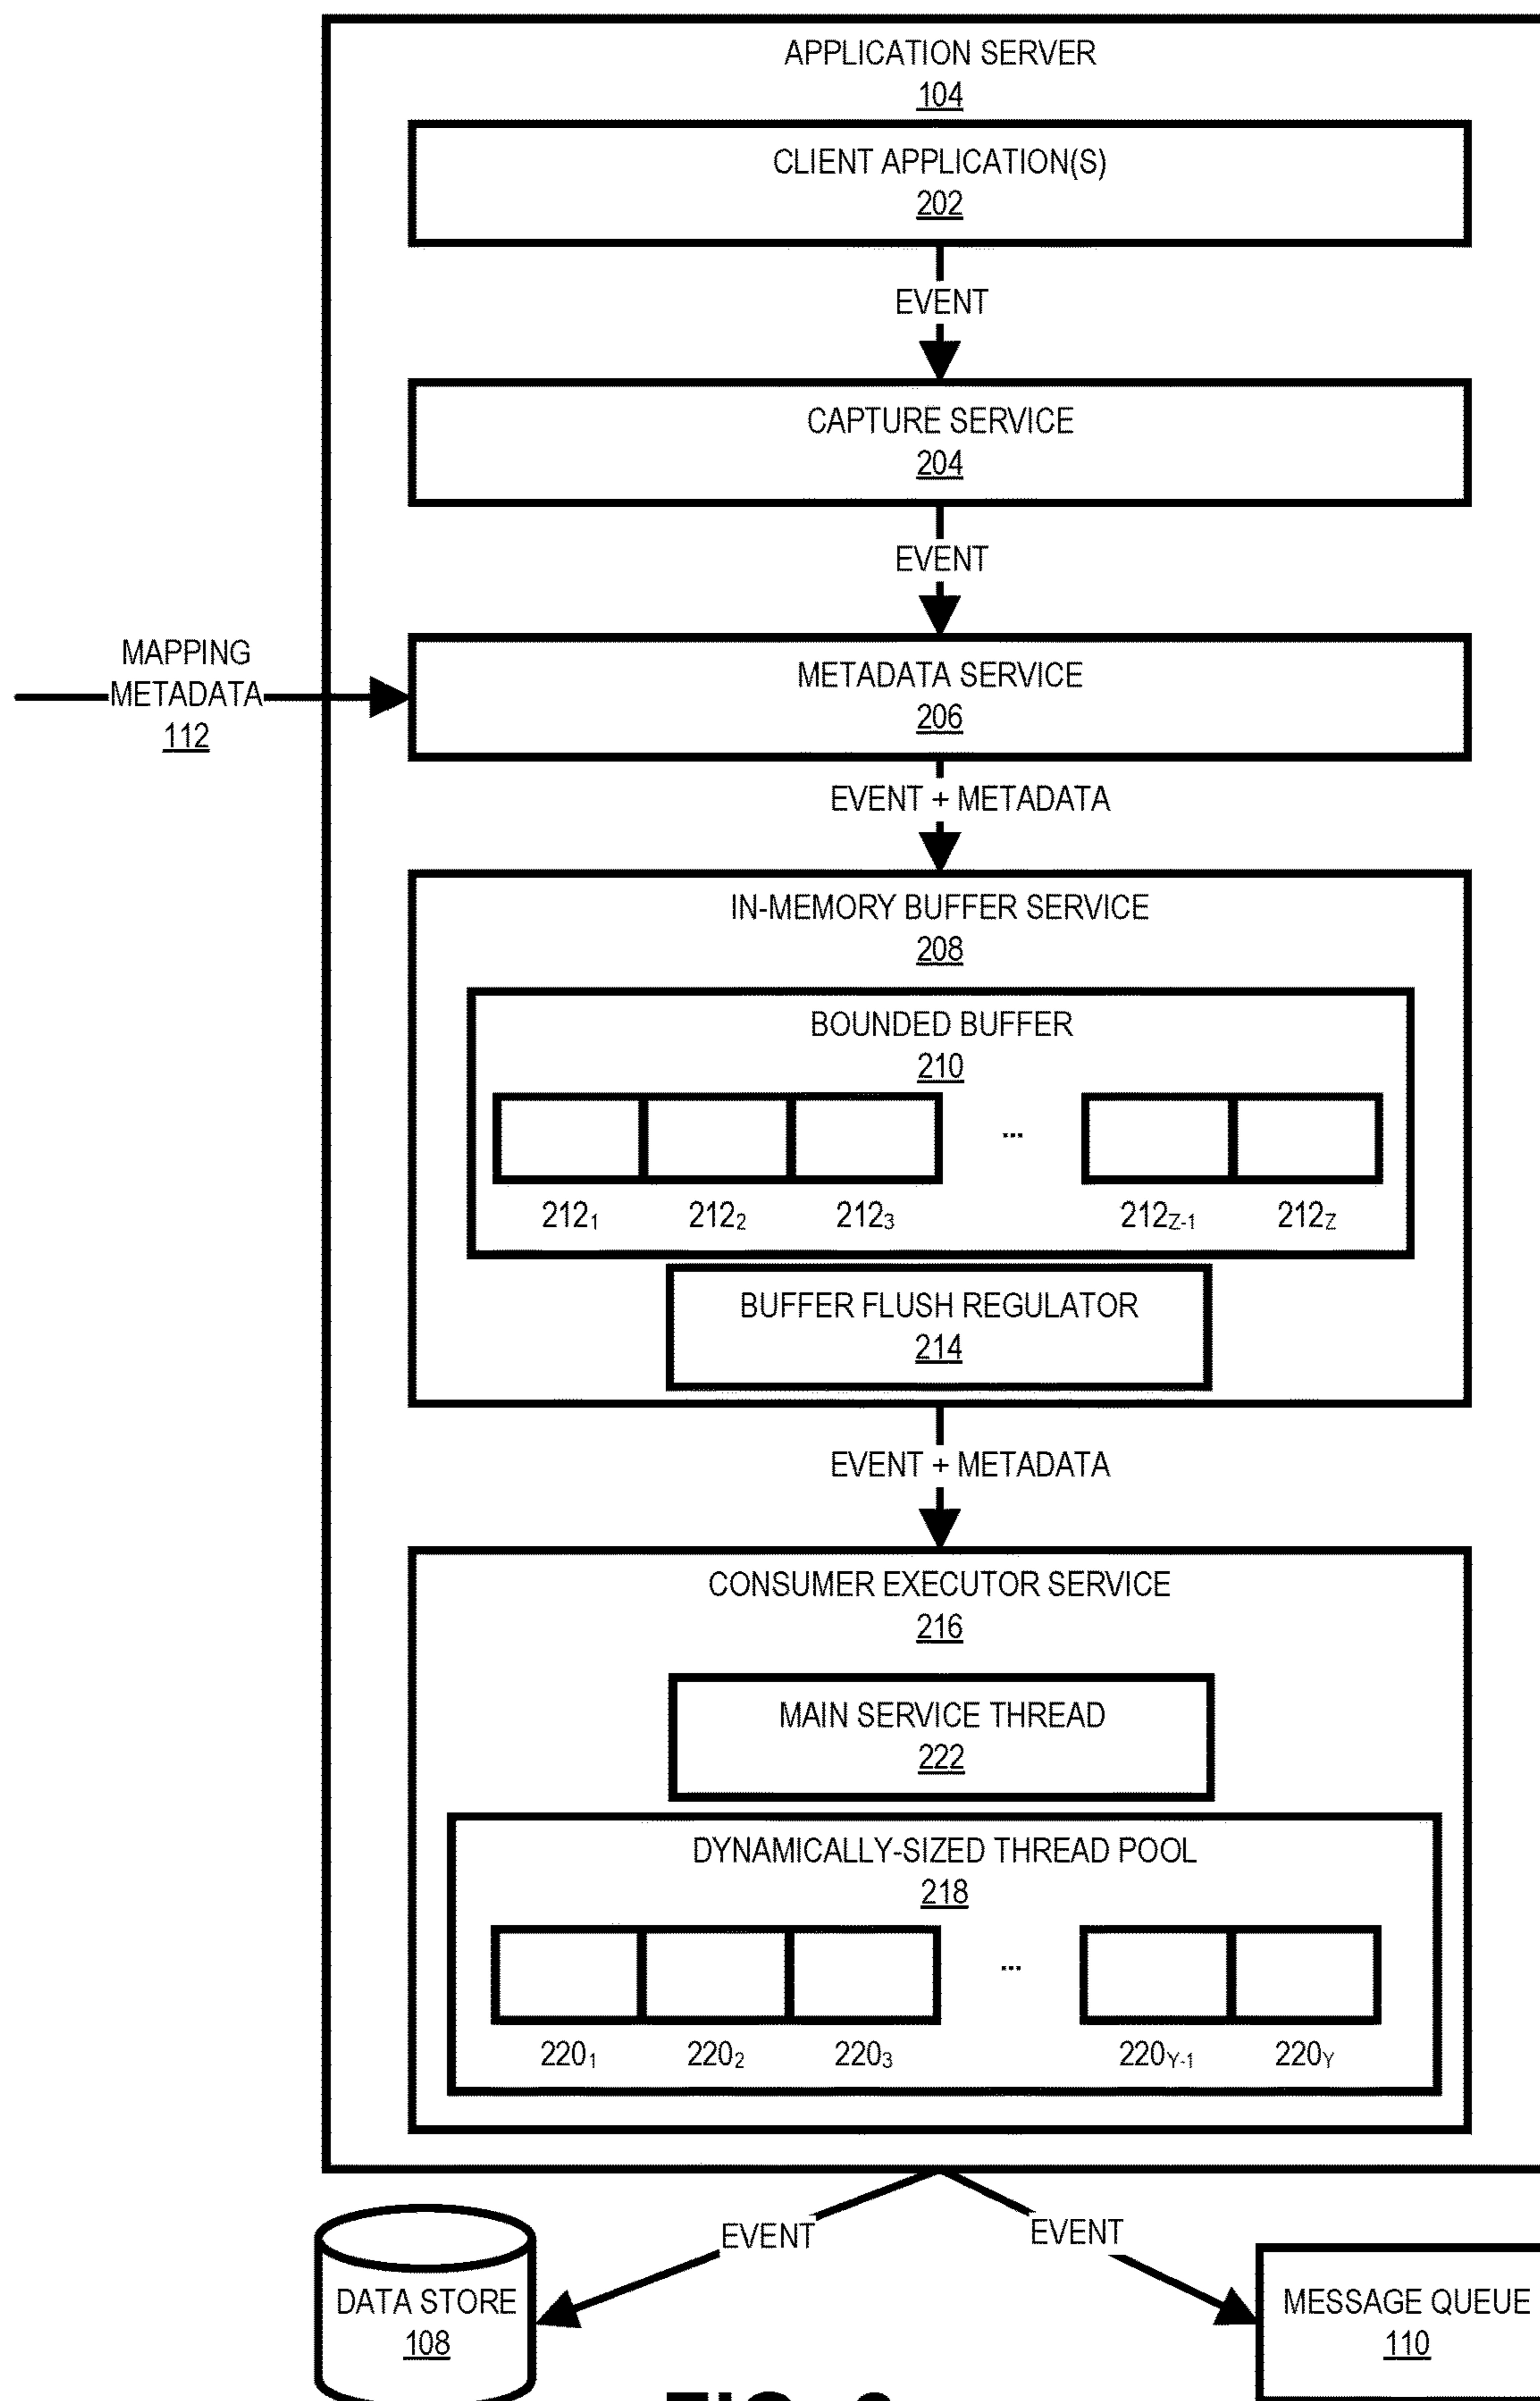 APPLICATION SERVER
104
CLIENT APPLICATION(S)
202
EVENT
CAPTURE SERVICE
204
EVENT
MAPPING
METADATA
112
METADATA SERVICE
206
EVENT + METADATA
IN-MEMORY BUFFER SERVICE
208
BOUNDED BUFFER
210
...
212₁ 212₂ 212₃ 212Z-1 212Z
BUFFER FLUSH REGULATOR
214
EVENT + METADATA
CONSUMER EXECUTOR SERVICE
216
MAIN SERVICE THREAD
222
DYNAMICALLY-SIZED THREAD POOL
218
...
220₁ 220₂ 220₃ 220Y-1 220Y
EVENT EVENT
DATA STORE
108
MESSAGE QUEUE
110